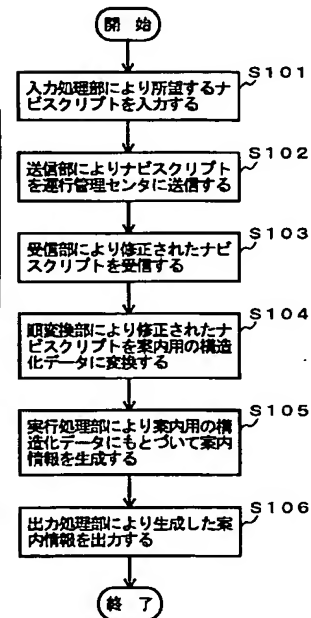 開 始
S101
入力処理部により所望するナ
ビスクリプトを入力する
S102
送信部によりナビスクリプト
を運行管理センタに送信する
S103
受信部により修正されたナビ
スクリプトを受信する
S104
順変換部により修正されたナ
ビスクリプトを案内用の構造
化データに変換する
S105
実行処理部により案内用の構
造化データにもとづいて案内
情報を生成する
S106
出力処理部により生成した案
内情報を出力する
終 了